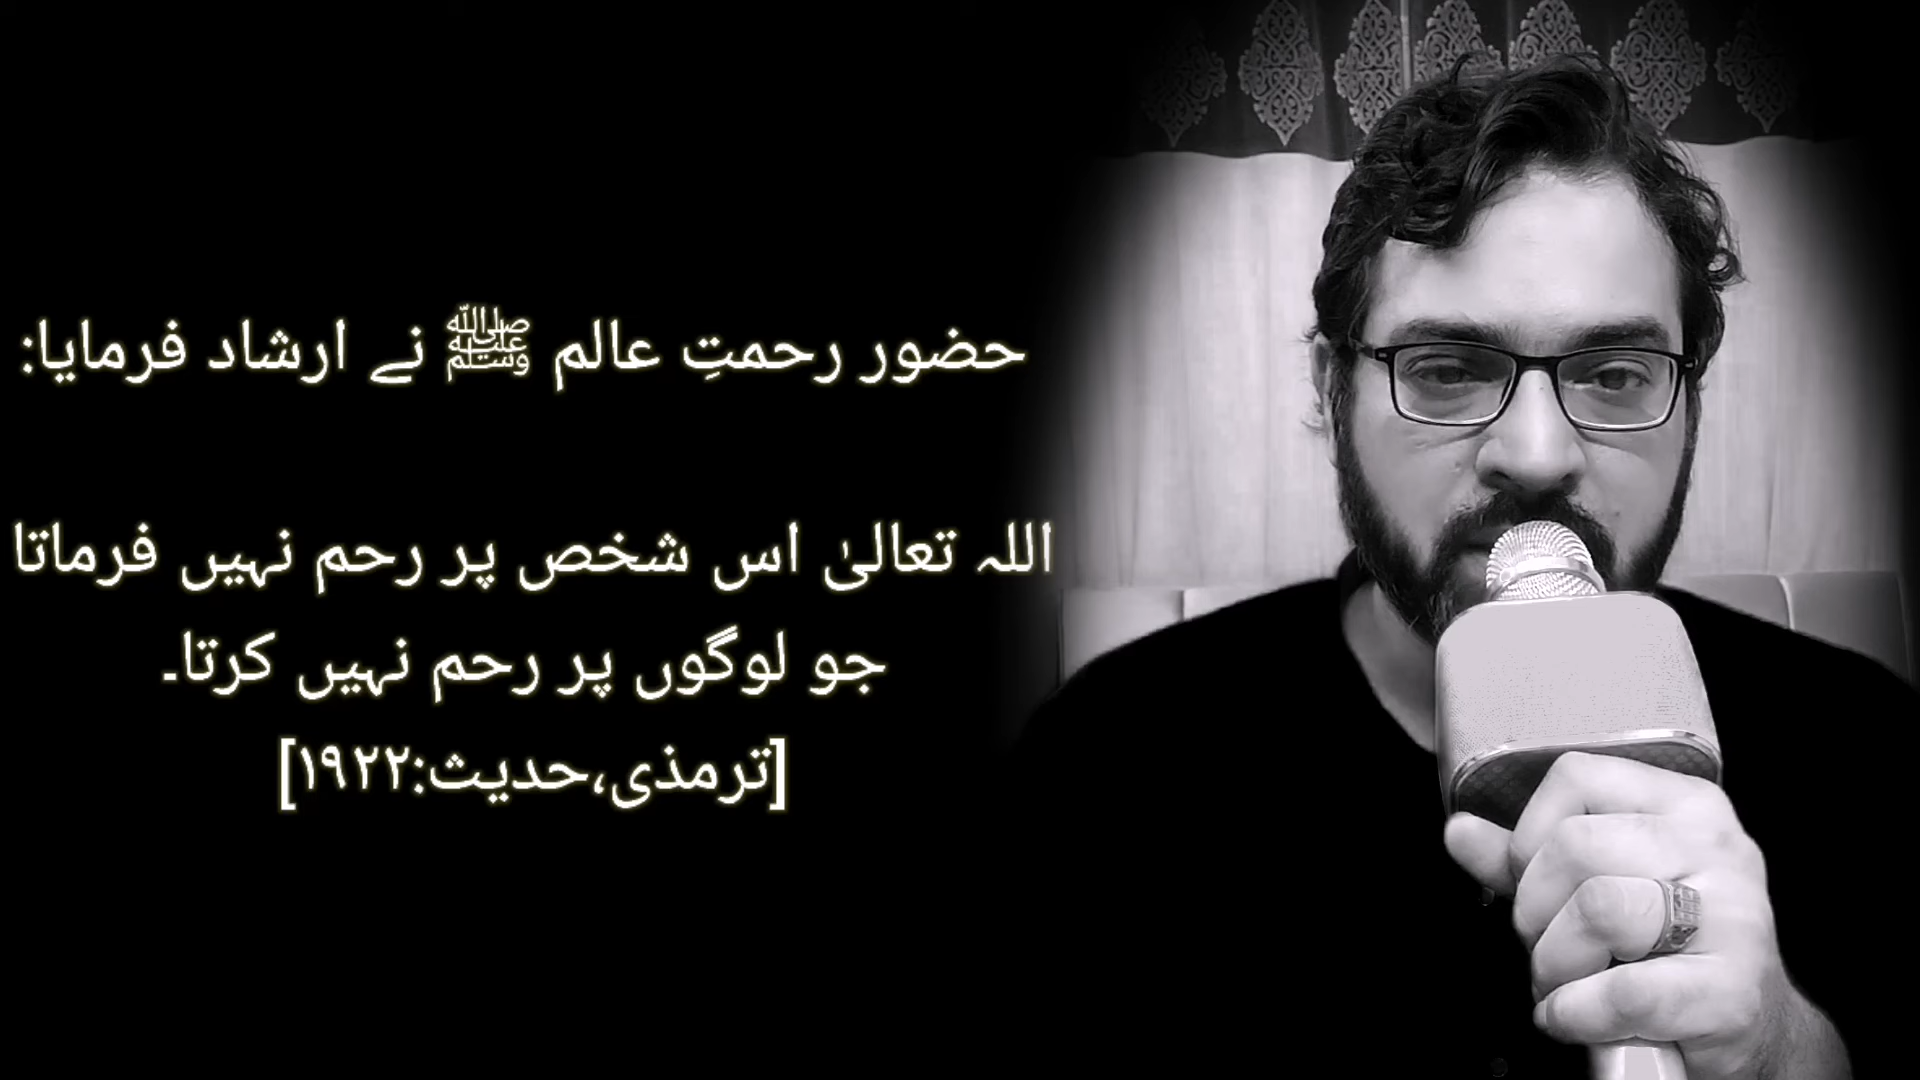 حضور رحمتِ عالم ﷺ نے ارشاد فرمایا:
اللہ تعالیٰ اس شخص پر رحم نہیں فرماتا
جو لوگوں پر رحم نہیں کرتا۔
[ترمذی،حدیث:١٩٢٢]